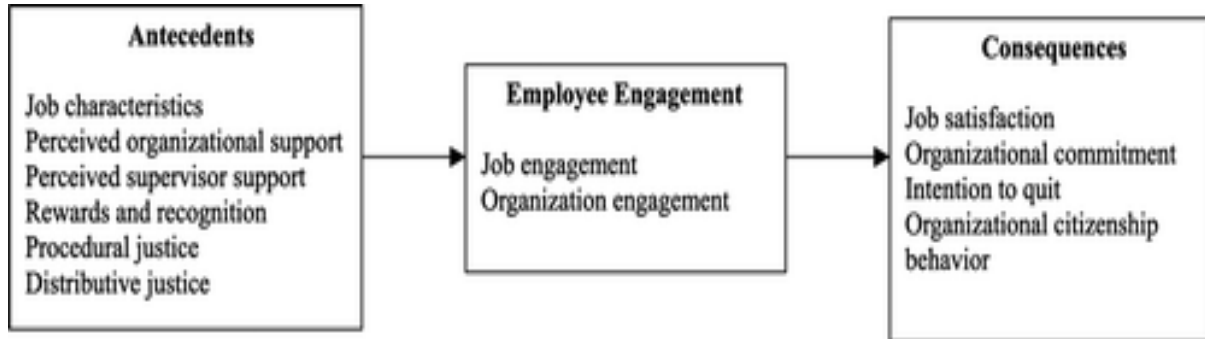 Antecedents
Job characteristics
Perceived organizational support
Perceived supervisor support
Rewards and recognition
Procedural justice
Distributive justice
Employee Engagement
Job engagement
Organization engagement
Consequences
Job satisfaction
Organizational commitment
Intention to quit
Organizational citizenship
behavior